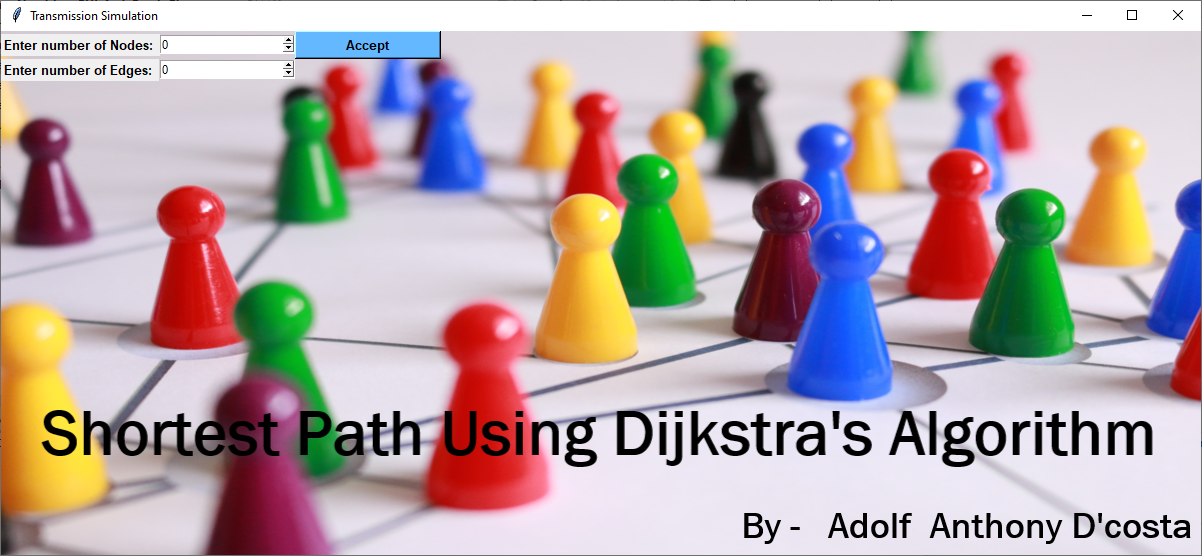 Transmission Simulation
Enter number of Nodes: 0 Accept
Enter number of Edges: 0
Shortest Path Using Dijkstra's Algorithm
By - Adolf Anthony D'costa